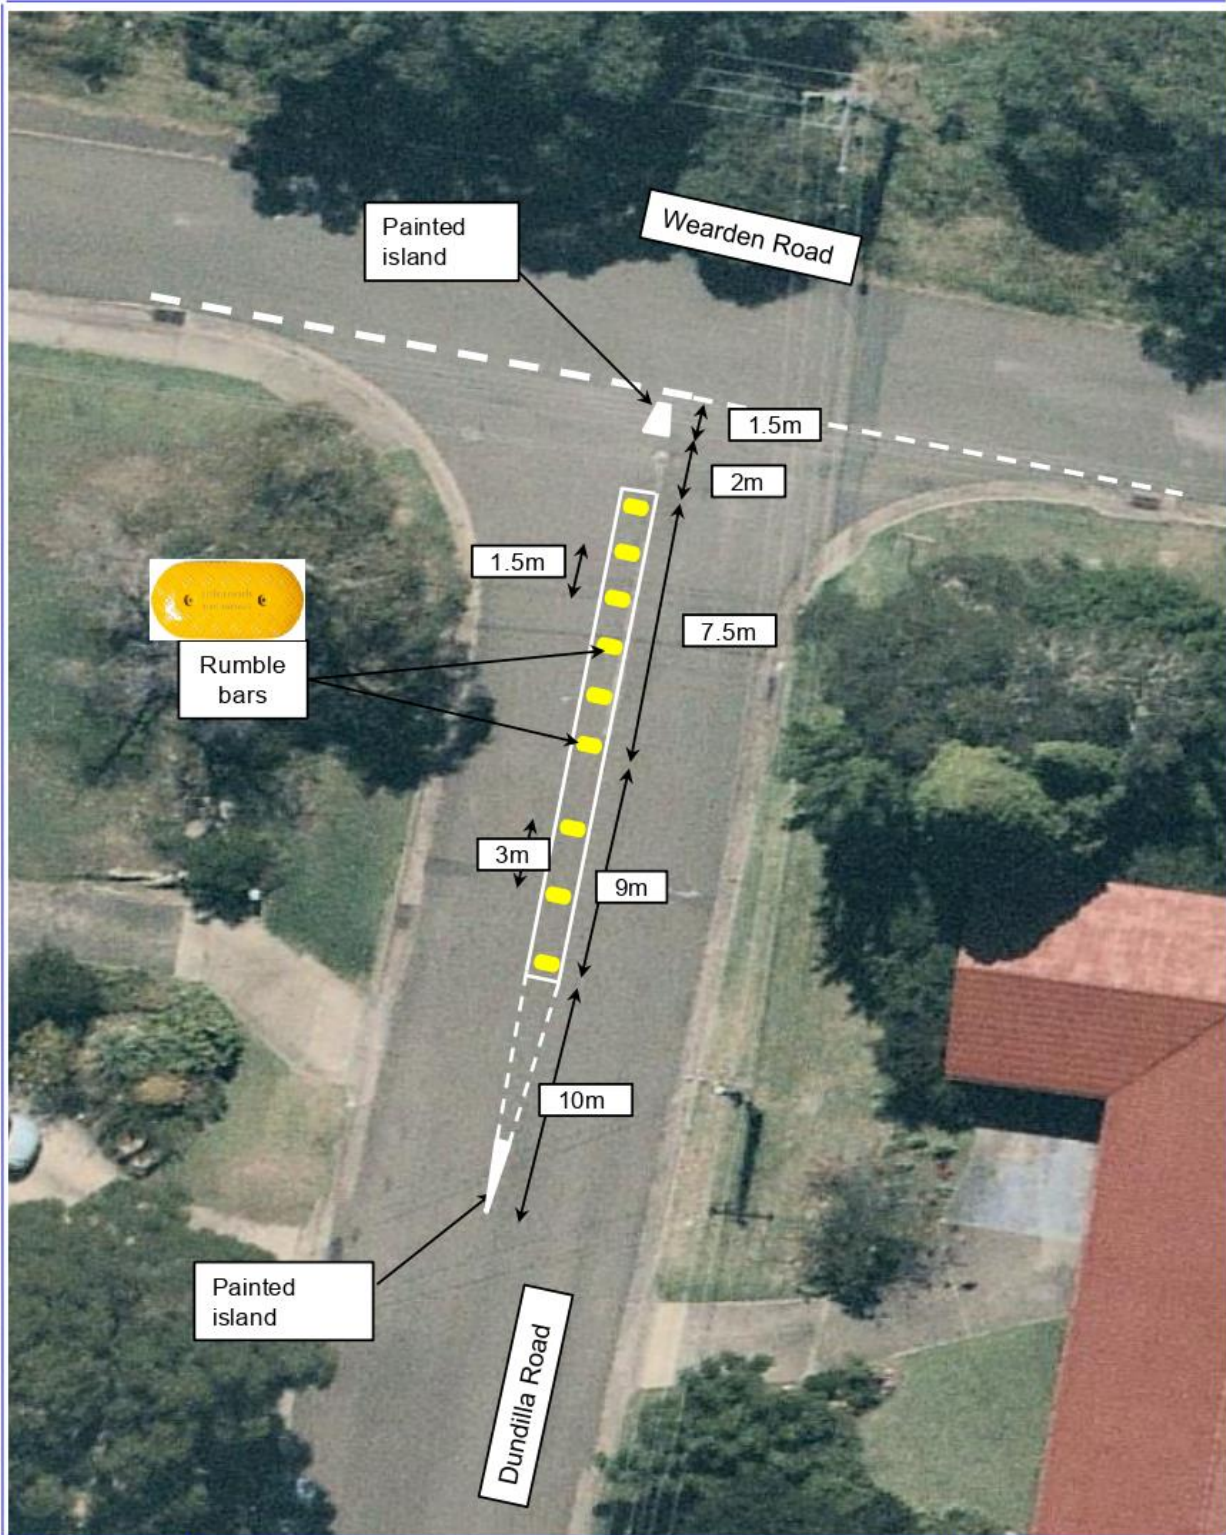 Painted
island
Wearden Road
1.5m
2m
1.5m
7.5m
Rumble
bars
3m
9m
10m
Painted
island
Dundilla Road